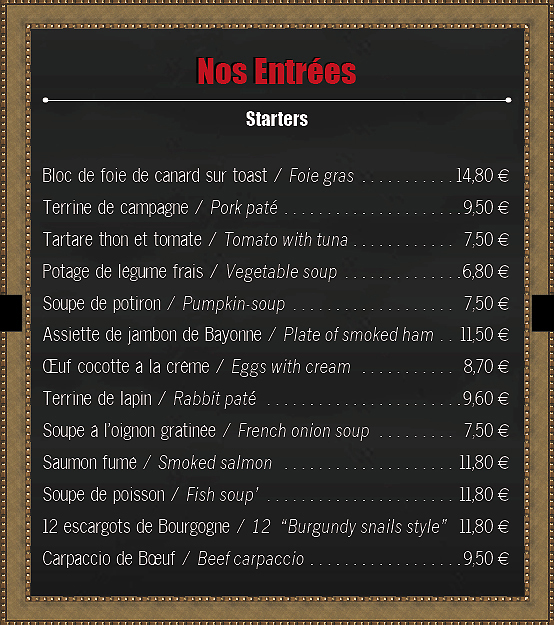 Nos Entrées
Starters
Bloc de foie de canard sur toast / Foie gras . . . . . . . . . . . 14,80 €
Terrine de campagne / Pork paté . . . . . . . . . . . . . . . . . . . . 9,50 €
Tartare thon et tomate / Tomato with tuna . . . . . . . . . . . . 7,50 €
Potage de légume frais / Vegetable soup . . . . . . . . . . . . . 6,80 €
Soupe de potiron / Pumpkin-soup . . . . . . . . . . . . . . . . . . 7,50 €
Assiette de jambon de Bayonne / Plate of smoked ham . . 11,50 €
Œuf cocotte à la crème / Eggs with cream . . . . . . . . . . 8,70 €
Terrine de lapin / Rabbit paté . . . . . . . . . . . . . . . . . . . . . 9,60 €
Soupe à l'oignon gratinée / French onion soup . . . . . . . . . 7,50 €
Saumon fumé / Smoked salmon . . . . . . . . . . . . . . . . . . . 11,80 €
Soupe de poisson / Fish soup' . . . . . . . . . . . . . . . . . . . . 11,80 €
12 escargots de Bourgogne / 12 “Burgundy snails style” 11,80 €
Carpaccio de Bœuf / Beef carpaccio . . . . . . . . . . . . . . . . . 9,50 €